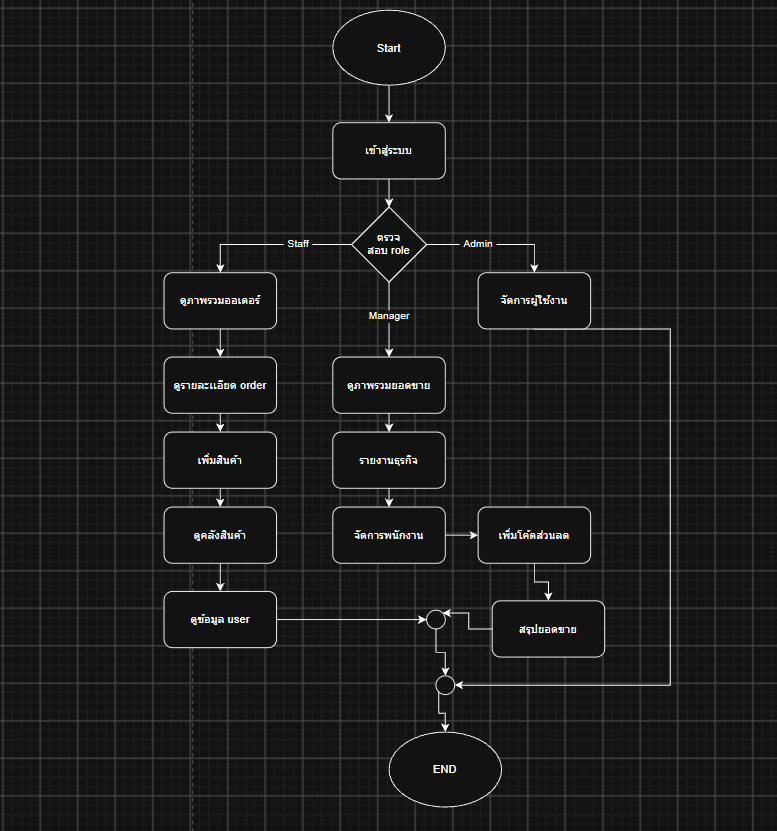 Start
เข้าสู่ระบบ
ตรวจ
สอบ role
Staff
Admin
Manager
ดูภาพรวมออเดอร์
จัดการผู้ใช้งาน
ดูรายละแอียด order
ดูภาพรวมยอดขาย
เพิ่มสินค้า
รายงานธุรกิจ
ดูคลังสินค้า
จัดการพนักงาน
เพิ่มโค้ดส่วนลด
ดูข้อมูล user
สรุปยอดขาย
END